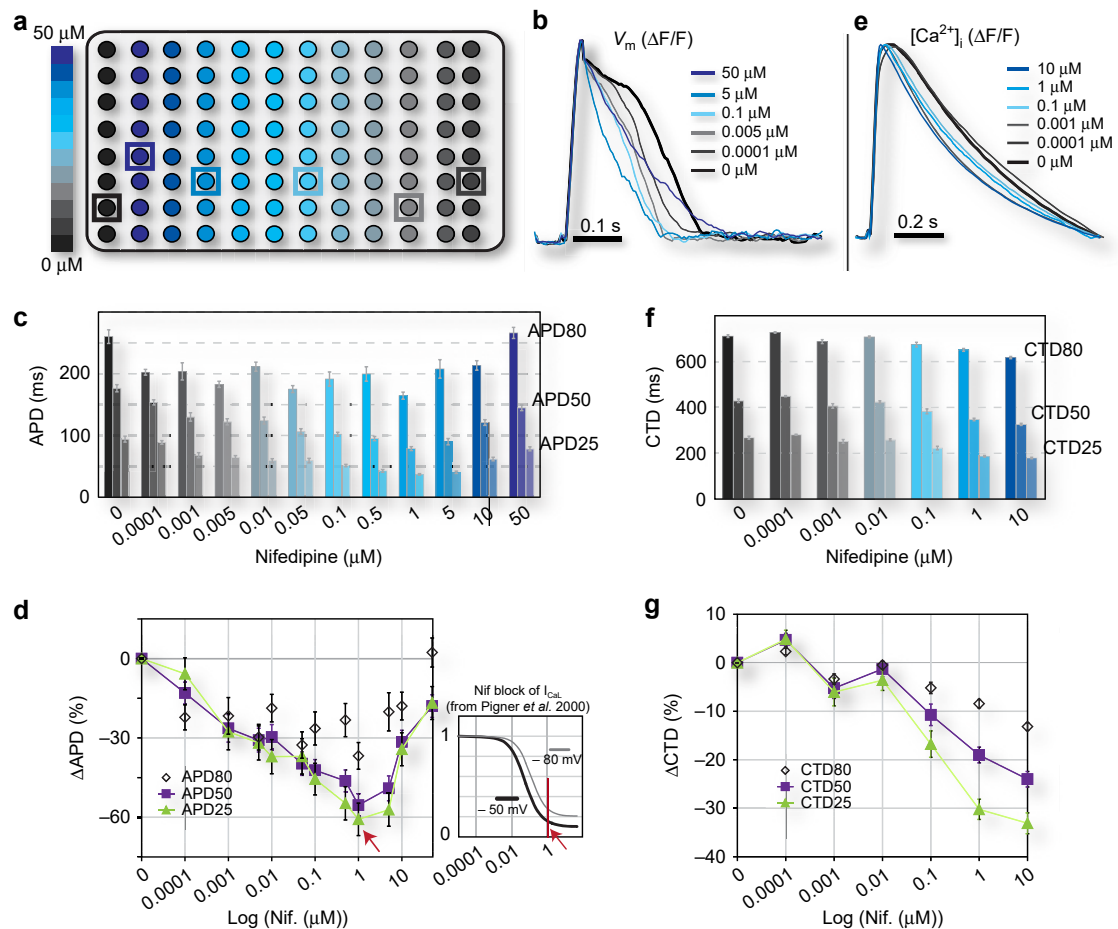 a
50 µM
0 µM
b
Vm (ΔF/F)
50 µM
5 µM
0.1 µM
0.005 µM
0.0001 µM
0 µM
0.1 s
e
[Ca2+]i (ΔF/F)
10 µM
1 µM
0.1 µM
0.001 µM
0.0001 µM
0 µM
0.2 s
c
APD (ms)
200
100
0
APD80
APD50
APD25
0 0.0001 0.001 0.005 0.01 0.05 0.1 0.5 1 5 10 50
Nifedipine (µM)
f
CTD (ms)
600
400
200
0
CTD80
CTD50
CTD25
0 0.0001 0.001 0.01 0.1 1 10
Nifedipine (µM)
d
ΔAPD (%)
0
–30
–60
APD80
APD50
APD25
0 0.0001 0.001 0.01 0.1 1 10
Log (Nif. (µM))
Nif block of ICaL
(from Pigner et al. 2000)
1
– 80 mV
– 50 mV
0
0.0001 0.01 1
g
ΔCTD (%)
10
0
–10
–20
–30
–40
CTD80
CTD50
CTD25
0 0.0001 0.001 0.01 0.1 1 10
Log (Nif. (µM))